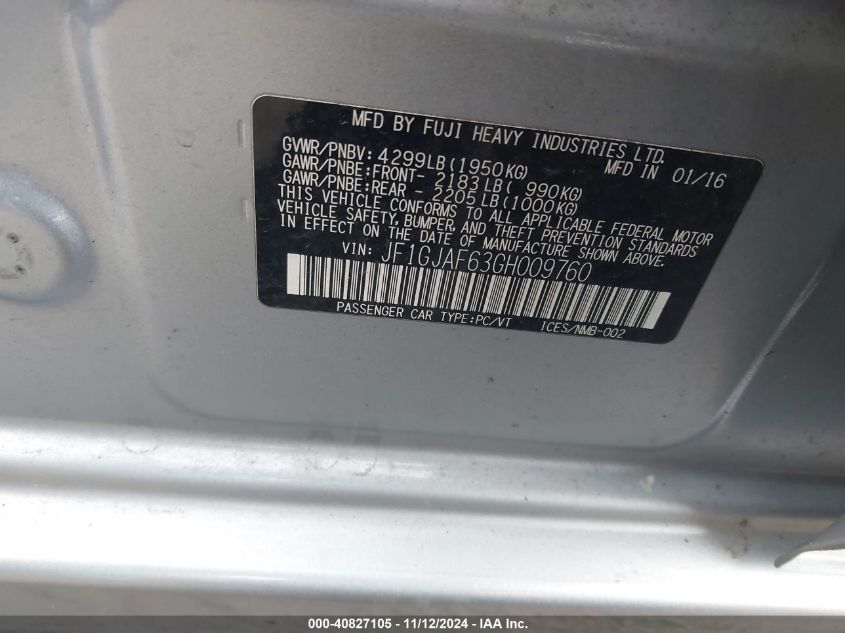 MFD BY FUJI HEAVY INDUSTRIES LTD.
GVWR/PNBV: 4299LB(1950KG) MFD IN 01/16
GAWR/PNBE:FRONT- 2183LB( 990KG)
GAWR/PNBE:REAR - 2205LB(1000KG)
THIS VEHICLE CONFORMS TO ALL APPLICABLE FEDERAL MOTOR
VEHICLE SAFETY, BUMPER, AND THEFT PREVENTION STANDARDS
IN EFFECT ON THE DATE OF MANUFACTURE SHOWN ABOVE.
VIN: JF1GJAF63GH009760
PASSENGER CAR TYPE:PC/VT ICES/NMB-002
000-40827105 - 11/12/2024 - IAA Inc.